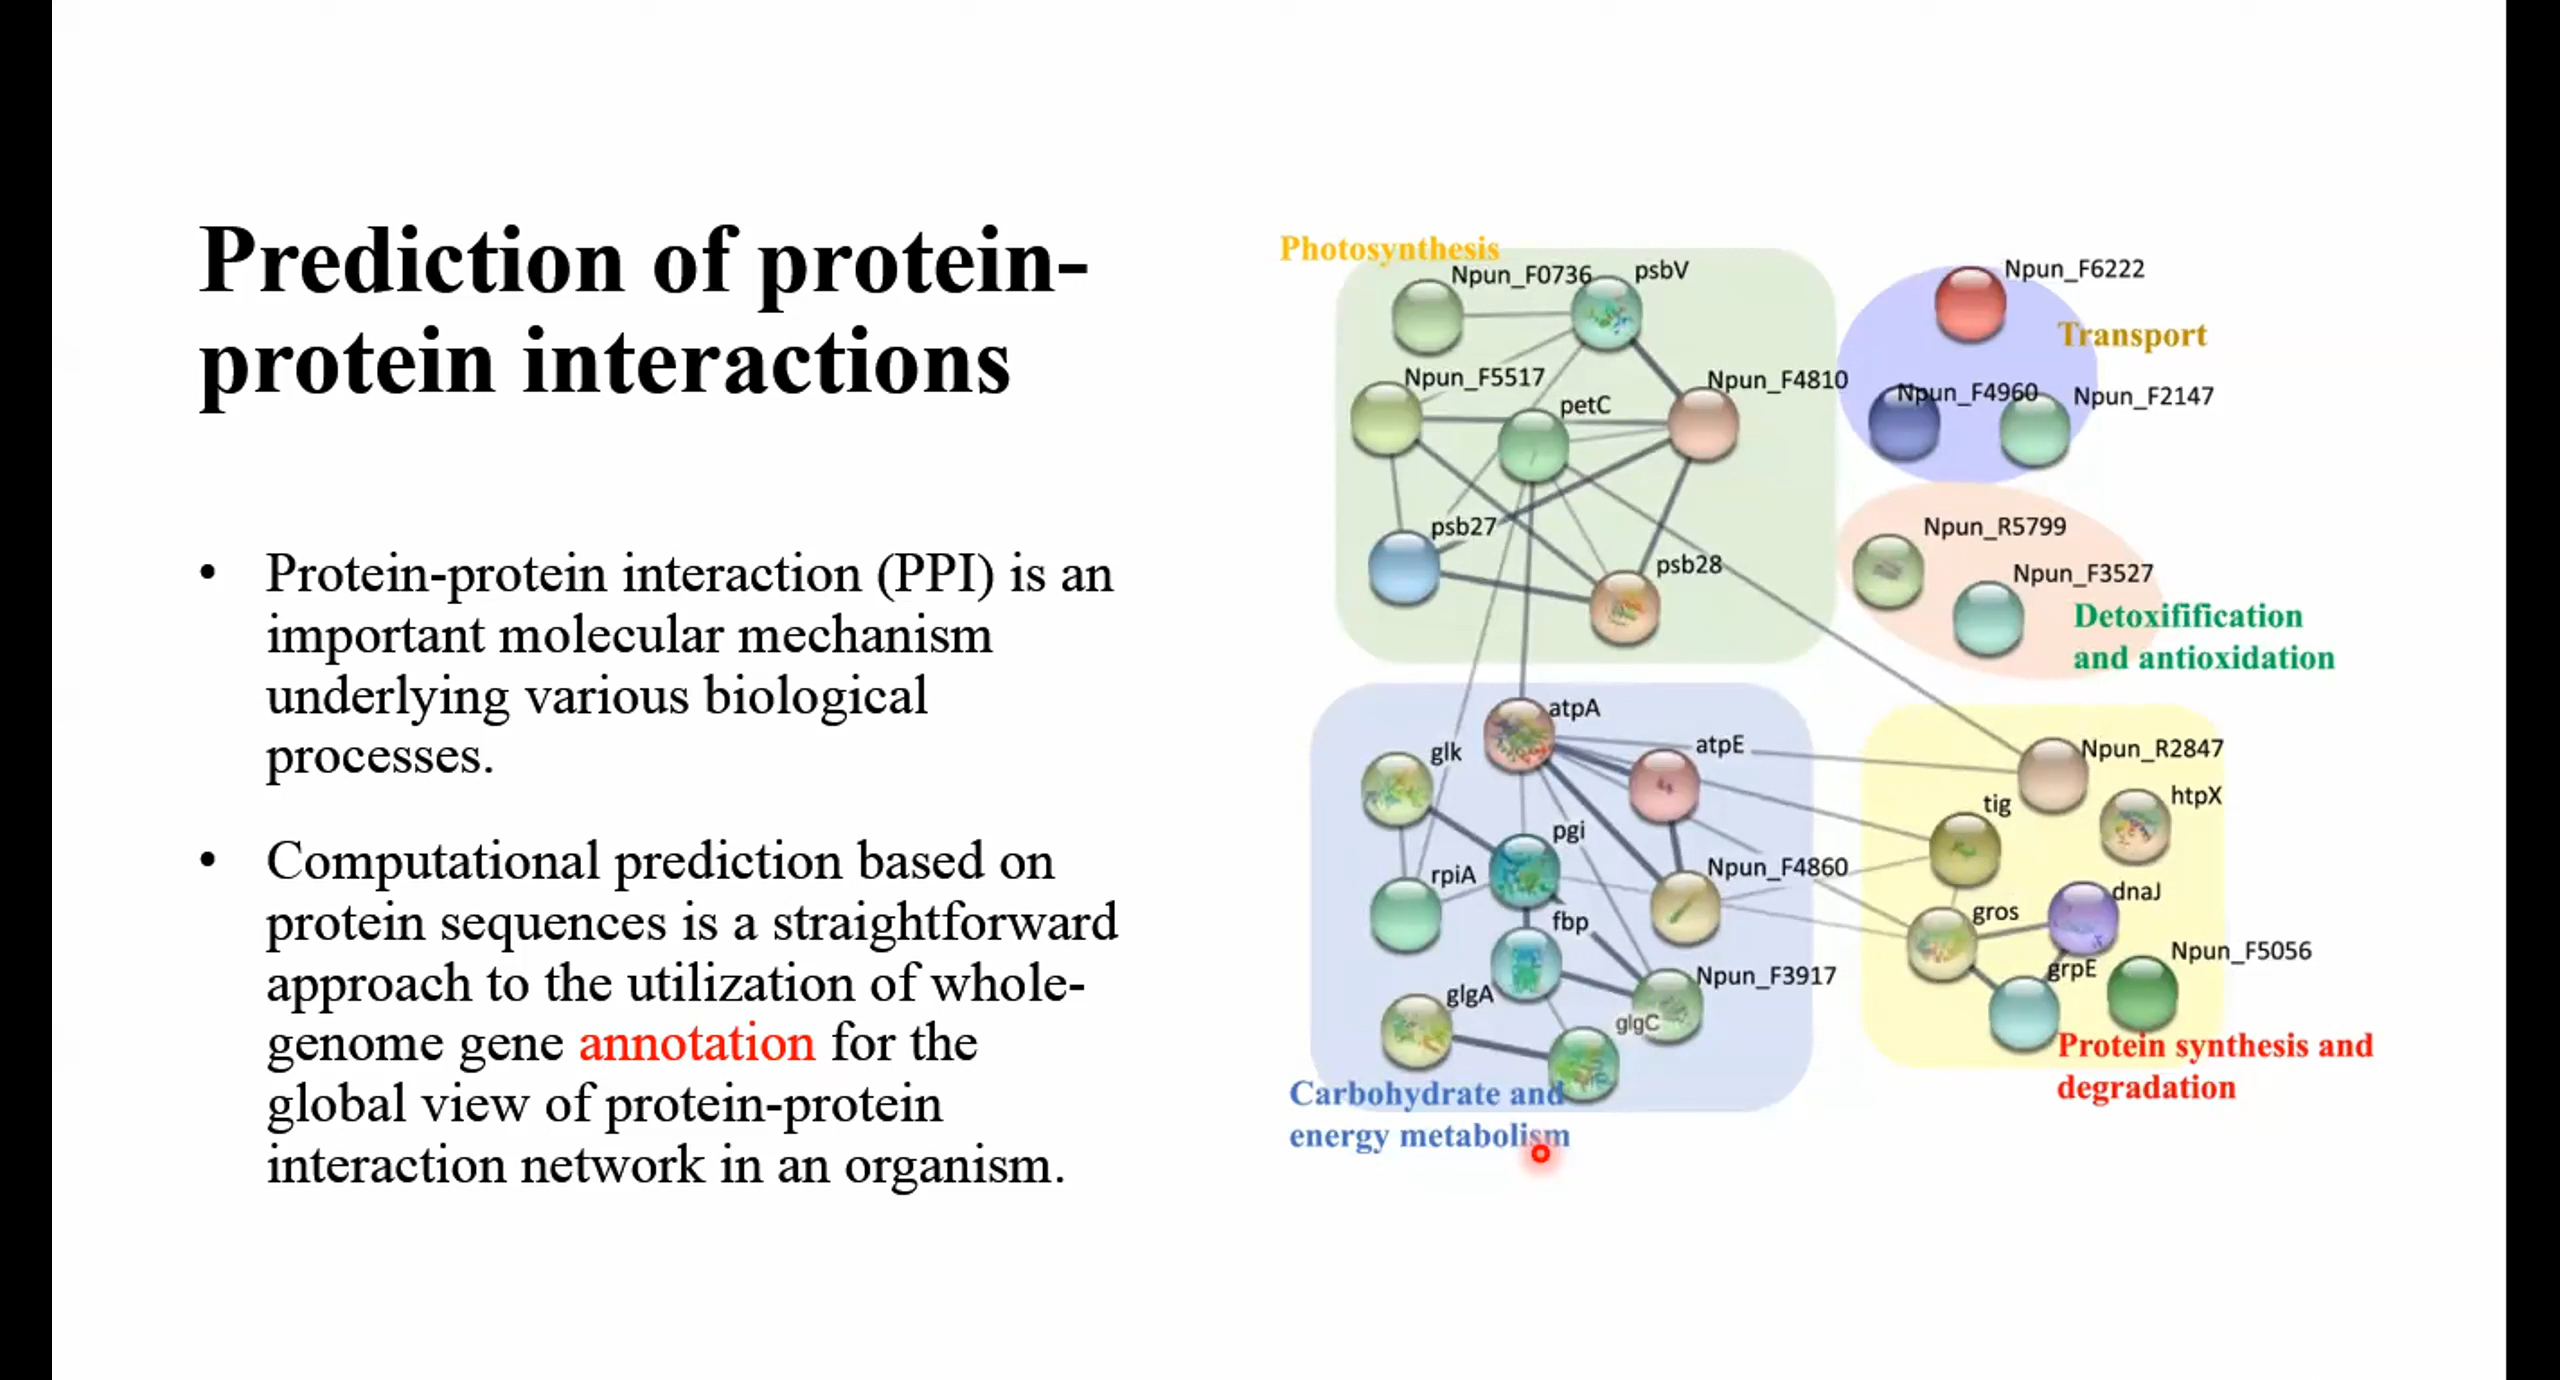 Prediction of protein-
protein interactions
• Protein-protein interaction (PPI) is an
important molecular mechanism
underlying various biological
processes.
• Computational prediction based on
protein sequences is a straightforward
approach to the utilization of whole-
genome gene annotation for the
global view of protein-protein
interaction network in an organism.
Photosynthesis
Npun_F0736
psbV
Npun_F5517
petC
Npun_F4810
psb27
psb28
Npun_F6222
Transport
Npun_F4960
Npun_F2147
Npun_R5799
Npun_F3527
Detoxifification
and antioxidation
atpA
glk
atpE
pgi
rpiA
Npun_F4860
fbp
Npun_F3917
glgA
glgC
Carbohydrate and
energy metabolism
Npun_R2847
htpX
tig
dnaJ
gros
Npun_F5056
grpE
Protein synthesis and
degradation